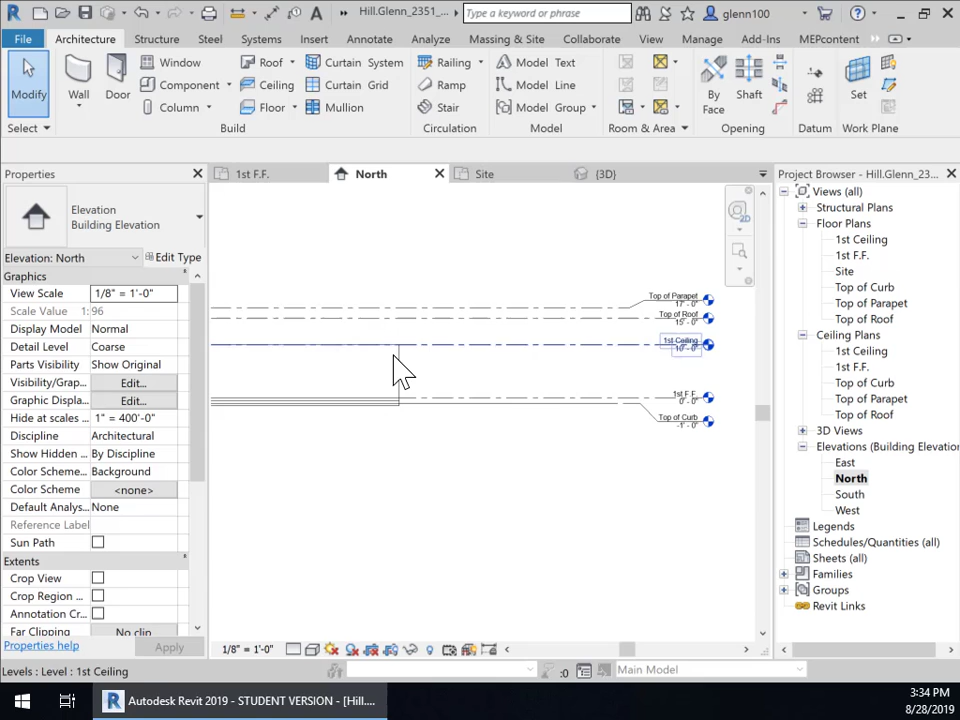 Hill.Glenn_2351_...
Type a keyword or phrase
glenn100
File
Architecture
Structure
Steel
Systems
Insert
Annotate
Analyze
Massing & Site
Collaborate
View
Manage
Add-Ins
MEPcontent
Modify
Wall
Door
Window
Component
Column
Roof
Ceiling
Floor
Curtain System
Curtain Grid
Mullion
Railing
Ramp
Stair
Model Text
Model Line
Model Group
By
Face
Shaft
Set
Select
Build
Circulation
Model
Room & Area
Opening
Datum
Work Plane
Properties
1st F.F.
North
Site
{3D}
Project Browser - Hill.Glenn_23...
Elevation
Building Elevation
Elevation: North
Edit Type
Graphics
View Scale
1/8" = 1'-0"
Scale Value 1:
96
Display Model
Normal
Detail Level
Coarse
Parts Visibility
Show Original
Visibility/Grap...
Edit...
Graphic Displa...
Edit...
Hide at scales ...
1" = 400'-0"
Discipline
Architectural
Show Hidden ...
By Discipline
Color Scheme...
Background
Color Scheme
<none>
Default Analys...
None
Reference Label
Sun Path
Extents
Crop View
Crop Region ...
Annotation Cr...
Far Clipping
No clip
Properties help
Apply
2D
Top of Parapet
17' - 0"
Top of Roof
15' - 0"
1st Ceiling
10' - 0"
1st F.F.
0' - 0"
Top of Curb
-1' - 0"
Views (all)
Structural Plans
Floor Plans
1st Ceiling
1st F.F.
Site
Top of Curb
Top of Parapet
Top of Roof
Ceiling Plans
1st Ceiling
1st F.F.
Top of Curb
Top of Parapet
Top of Roof
3D Views
Elevations (Building Elevation
East
North
South
West
Legends
Schedules/Quantities (all)
Sheets (all)
Families
Groups
Revit Links
1/8" = 1'-0"
Levels : Level : 1st Ceiling
:0
Main Model
Autodesk Revit 2019 - STUDENT VERSION - [Hill....
3:34 PM
8/28/2019